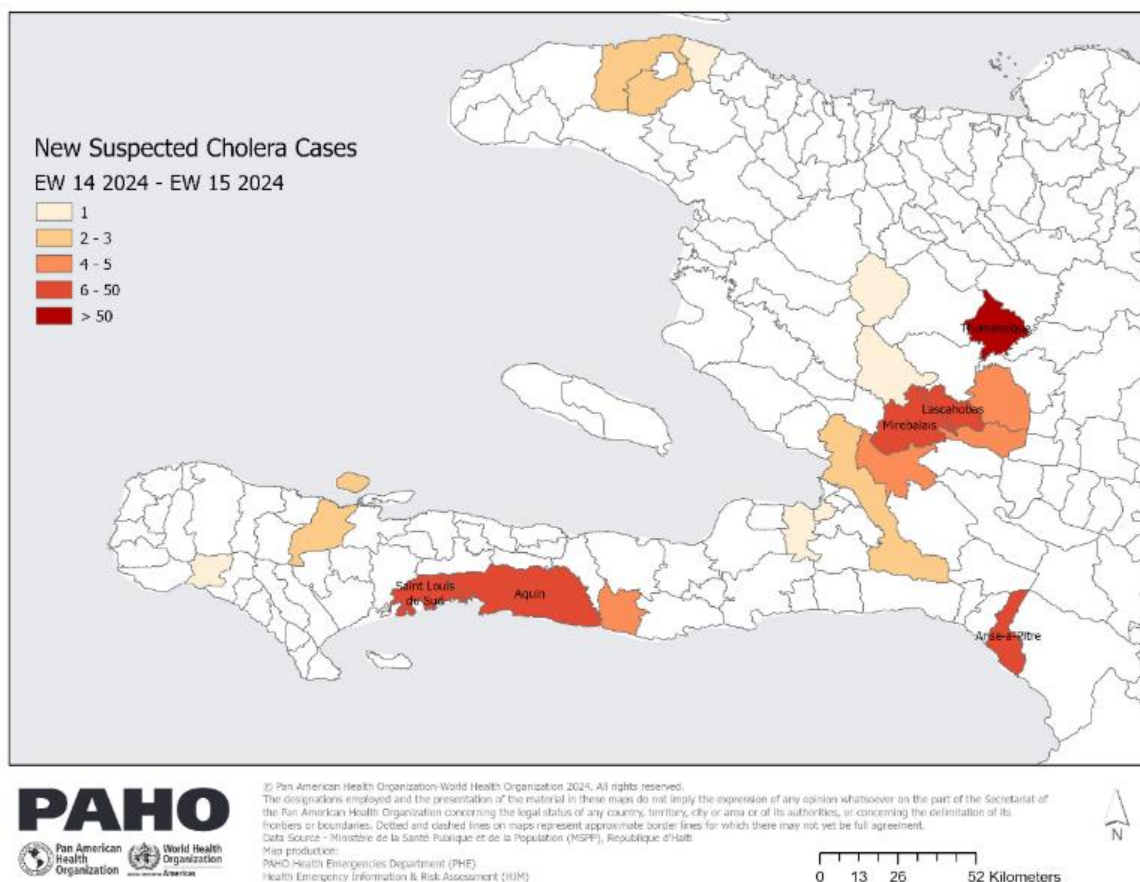 New Suspected Cholera Cases
EW 14 2024 - EW 15 2024
1
2 - 3
4 - 5
6 - 50
> 50
Thomassique
Lascahobas
Mirebalais
Saint Louis
du Sud
Aquin
Anse-à-Pitre
PAHO
Pan American
Health
Organization
World Health
Organization
Americas
© Pan American Health Organization-World Health Organization 2024. All rights reserved.
The designations employed and the presentation of the material in these maps do not imply the expression of any opinion whatsoever on the part of the Secretariat of
the Pan American Health Organization concerning the legal status of any country, territory, city or area or of its authorities, or concerning the delimitation of its
frontiers or boundaries. Dotted and dashed lines on maps represent approximate border lines for which there may not yet be full agreement.
Data Source - Ministère de la Santé Publique et de la Population (MSPP), Republique d'Haïti
Map production:
PAHO Health Emergencies Department (PHE)
Health Emergency Information & Risk Assessment (HIM)
N
0 13 26 52 Kilometers